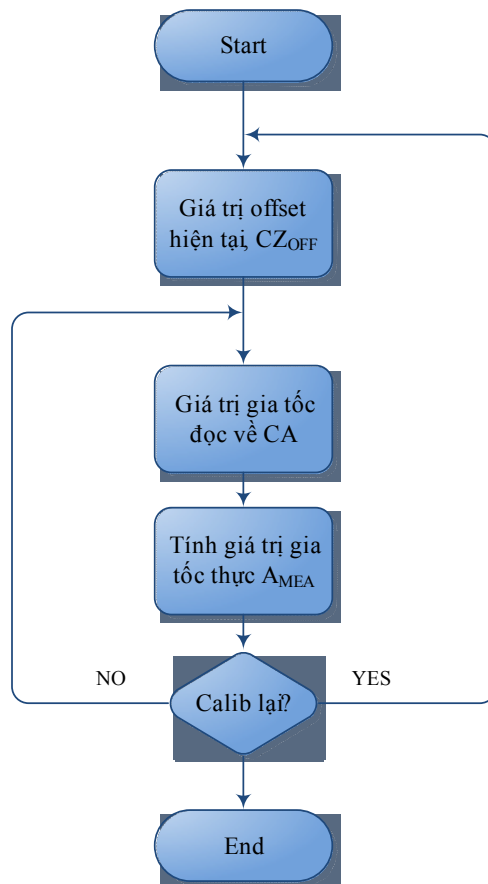 Start
Giá trị offset
hiện tại, CZOFF
Giá trị gia tốc
đọc về CA
Tính giá trị gia
tốc thực AMEA
NO
YES
Calib lại?
End